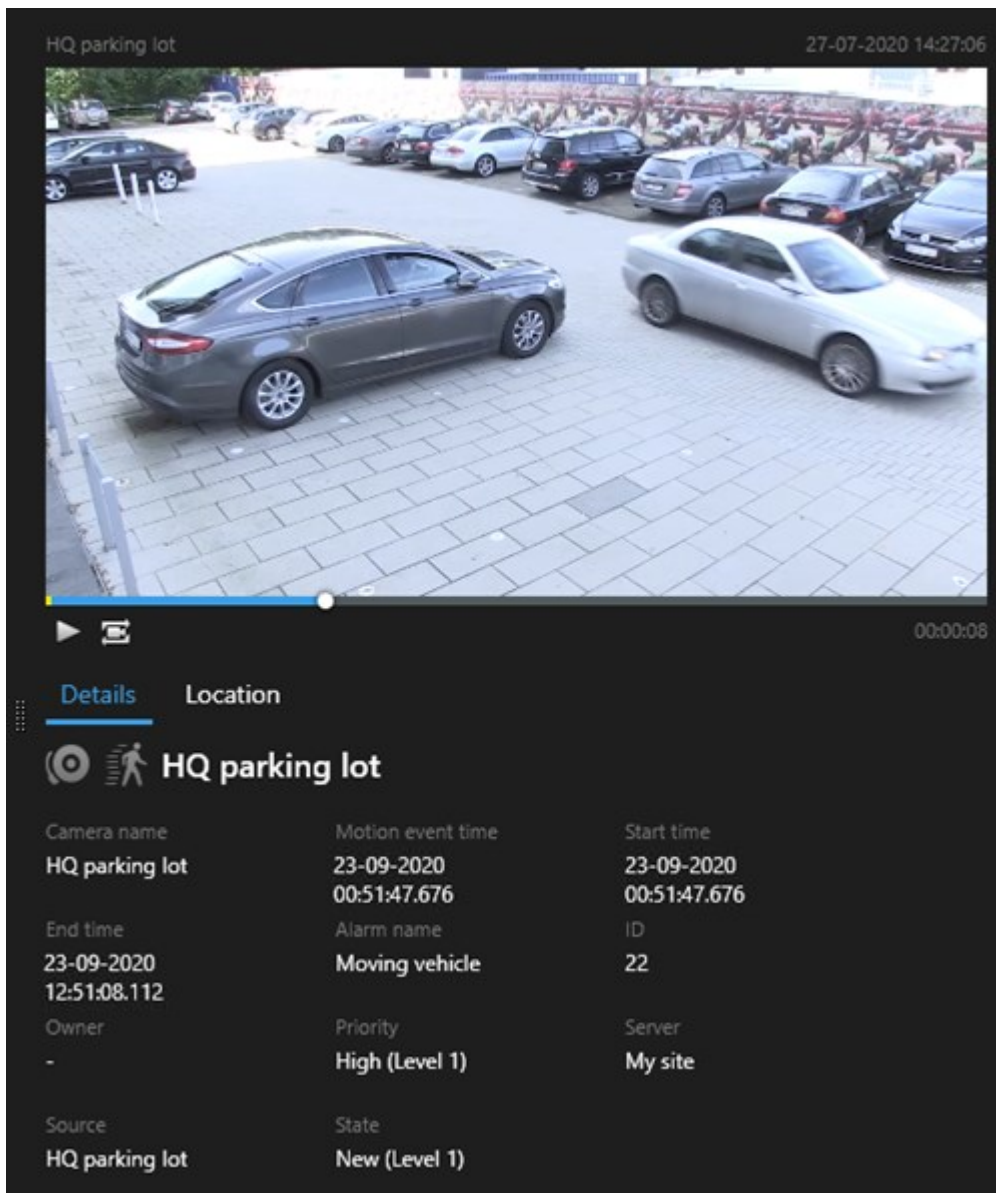 HQ parking lot 27-07-2020 14:27:06
00:00:08
Details Location
HQ parking lot
Camera name Motion event time Start time
HQ parking lot 23-09-2020 23-09-2020
00:51:47.676 00:51:47.676
End time Alarm name ID
23-09-2020 Moving vehicle 22
12:51:08.112
Owner Priority Server
- High (Level 1) My site
Source State
HQ parking lot New (Level 1)